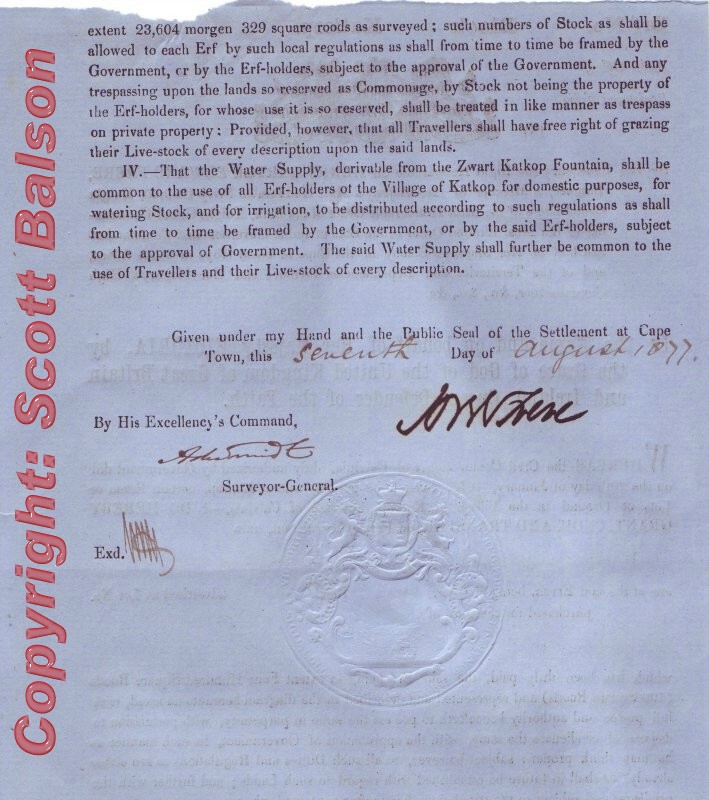 extent 23,604 morgen 329 square roods as surveyed; such numbers of Stock as shall be
allowed to each Erf by such local regulations as shall from time to time be framed by the
Government, or by the Erf-holders, subject to the approval of the Government. And any
trespassing upon the lands so reserved as Commonage, by Stock not being the property of
the Erf-holders, for whose use it is so reserved, shall be treated in like manner as trespass
on private property: Provided, however, that all Travellers shall have free right of grazing
their Live-stock of every description upon the said lands.
IV.—That the Water Supply, derivable from the Zwart Katkop Fountain, shall be
common to the use of all Erf-holders of the Village of Katkop for domestic purposes, for
watering Stock, and for irrigation, to be distributed according to such regulations as shall
from time to time be framed by the Government, or by the said Erf-holders, subject
to the approval of Government. The said Water Supply shall further be common to the
use of Travellers and their Live-stock of every description.
Given under my Hand and the Public Seal of the Settlement at Cape
Town, this seventh Day of august 1877.
By His Excellency's Command,
Surveyor-General.
Exd.
Copyright: Scott Balson